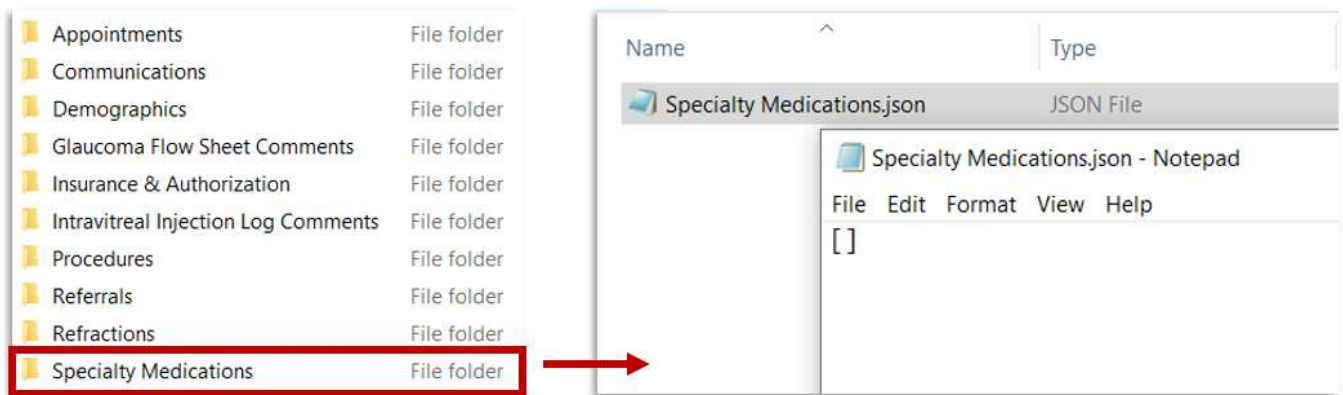 Appointments File folder
Communications File folder
Demographics File folder
Glaucoma Flow Sheet Comments File folder
Insurance & Authorization File folder
Intravitreal Injection Log Comments File folder
Procedures File folder
Referrals File folder
Refractions File folder
Specialty Medications File folder
Name Type
Specialty Medications.json JSON File
Specialty Medications.json - Notepad
File Edit Format View Help
[]